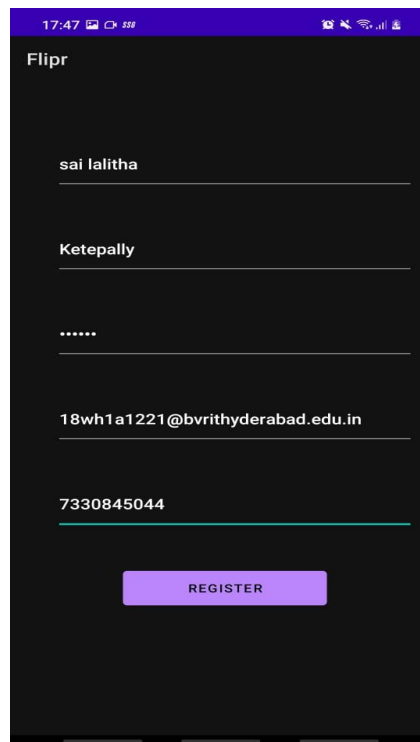 17:47
Flipr
sai lalitha
Ketepally
••••••
18wh1a1221@bvrithyderabad.edu.in
7330845044
REGISTER